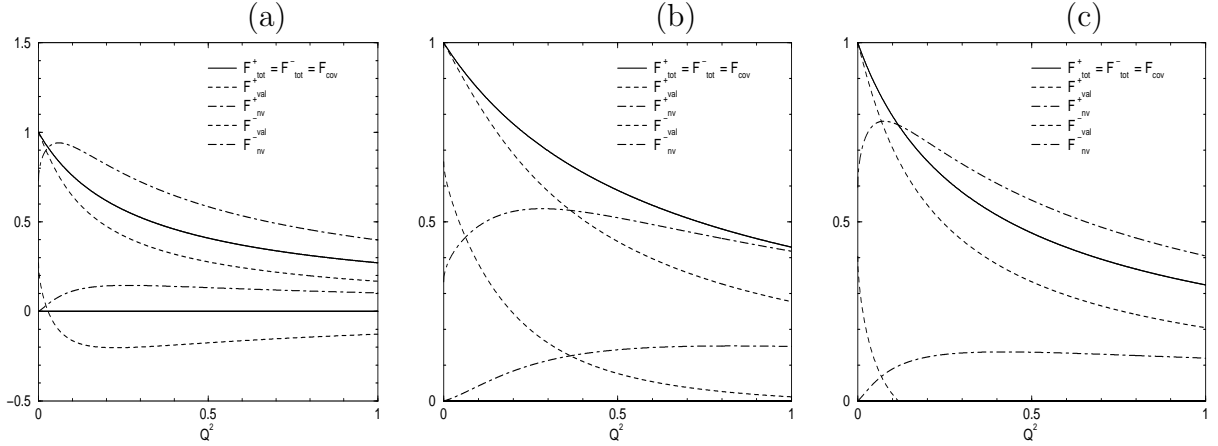 (a)
1.5
1
0.5
0
−0.5
0
0.5
1
Q²
F⁺tot = F⁻tot = Fcov
F⁺val
F⁺nv
F⁻val
F⁻nv
(b)
1
0.5
0
0
0.5
1
Q²
F⁺tot = F⁻tot = Fcov
F⁺val
F⁺nv
F⁻val
F⁻nv
(c)
1
0.5
0
0
0.5
1
Q²
F⁺tot = F⁻tot = Fcov
F⁺val
F⁺nv
F⁻val
F⁻nv